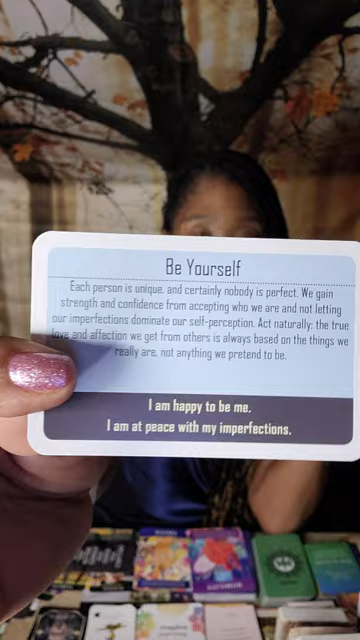 Be Yourself
Each person is unique, and certainly nobody is perfect. We gain
strength and confidence from accepting who we are and not letting
our imperfections dominate our self-perception. Act naturally: the true
love and affection we get from others is always based on the things we
really are, not anything we pretend to be.
I am happy to be me.
I am at peace with my imperfections.